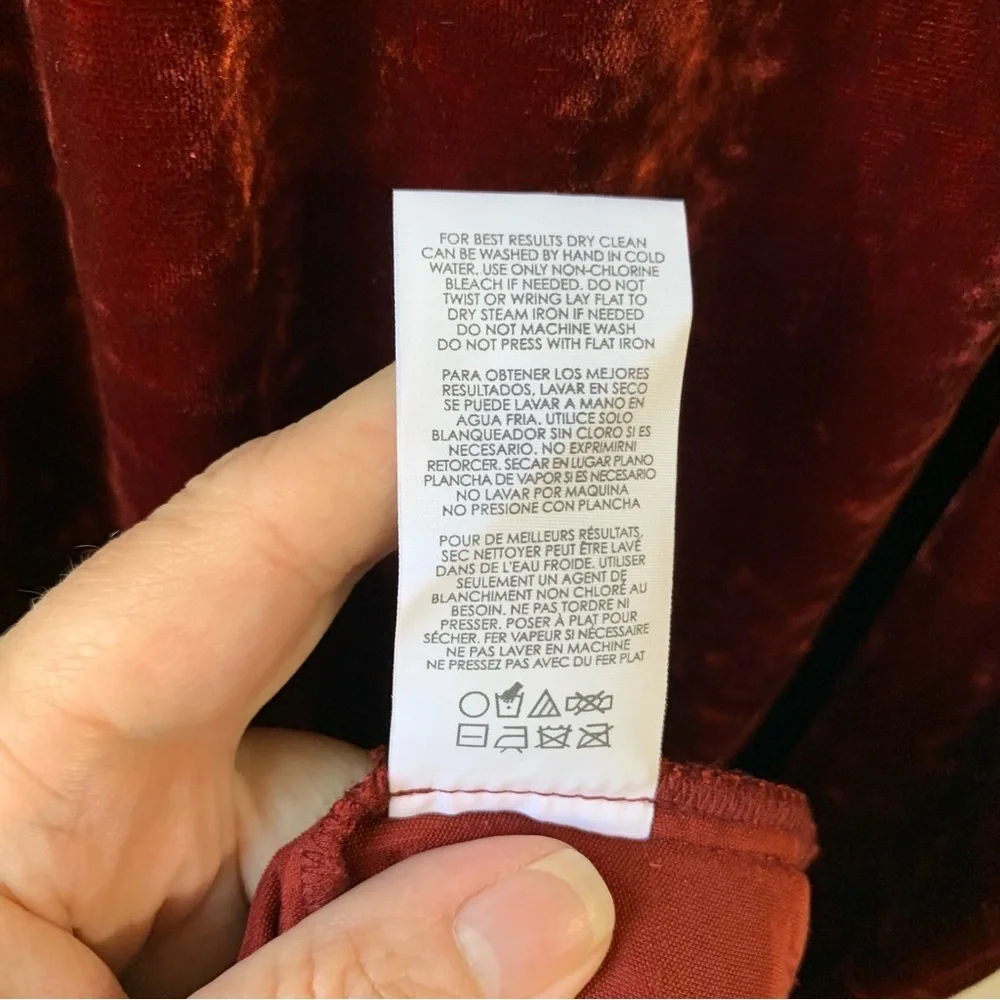 FOR BEST RESULTS DRY CLEAN
CAN BE WASHED BY HAND IN COLD
WATER. USE ONLY NON-CHLORINE
BLEACH IF NEEDED. DO NOT
TWIST OR WRING LAY FLAT TO
DRY STEAM IRON IF NEEDED
DO NOT MACHINE WASH
DO NOT PRESS WITH FLAT IRON
PARA OBTENER LOS MEJORES
RESULTADOS, LAVAR EN SECO
SE PUEDE LAVAR A MANO EN
AGUA FRIA. UTILICE SOLO
BLANQUEADOR SIN CLORO SI ES
NECESARIO. NO EXPRIMIRNI
RETORCER. SECAR EN LUGAR PLANO
PLANCHA DE VAPOR SI ES NECESARIO
NO LAVAR POR MAQUINA
NO PRESIONE CON PLANCHA
POUR DE MEILLEURS RÉSULTATS,
SEC NETTOYER PEUT ÊTRE LAVÉ
DANS DE L'EAU FROIDE. UTILISER
SEULEMENT UN AGENT DE
BLANCHIMENT NON CHLORÉ AU
BESOIN. NE PAS TORDRE NI
PRESSER. POSER À PLAT POUR
SÉCHER. FER VAPEUR SI NÉCESSAIRE
NE PAS LAVER EN MACHINE
NE PRESSEZ PAS AVEC DU FER PLAT